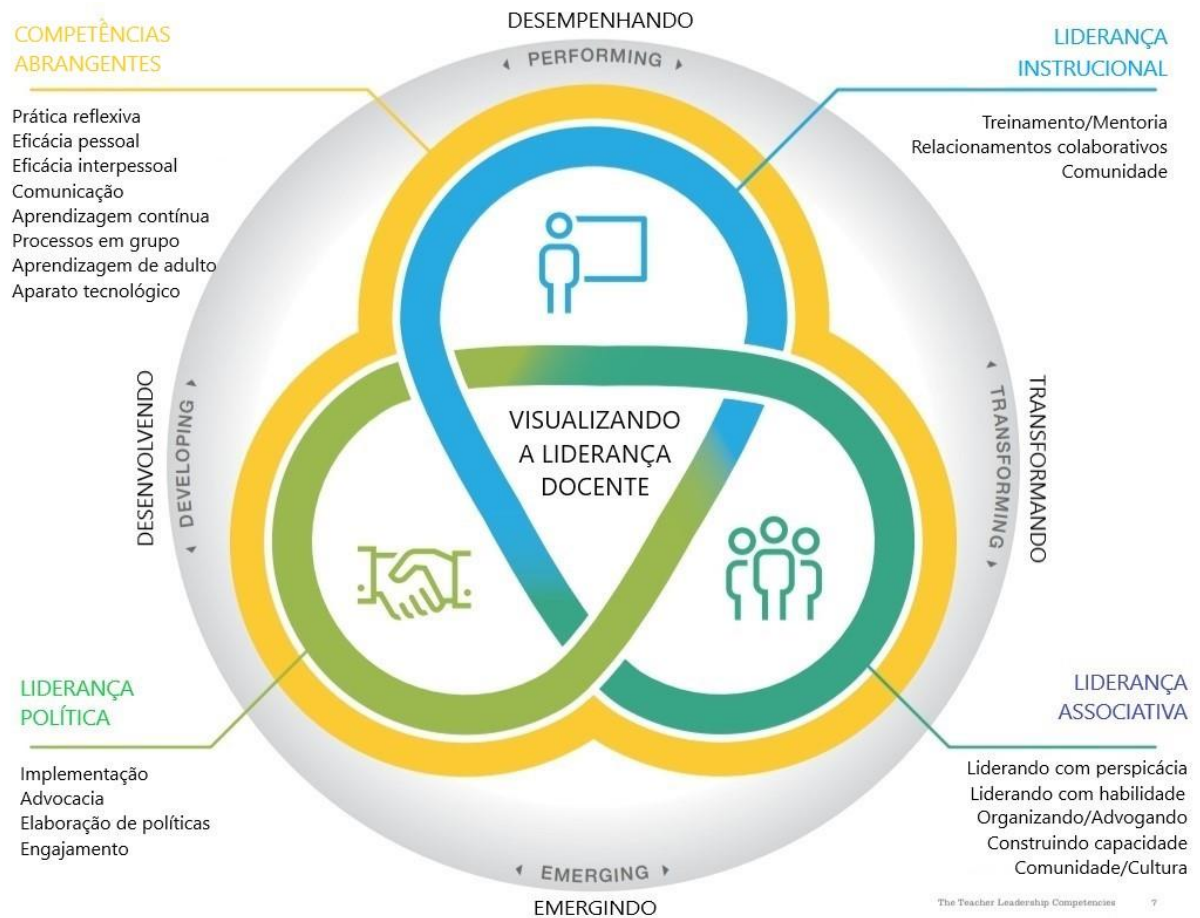 DESEMPENHANDO
PERFORMING
COMPETÊNCIAS
ABRANGENTES
Prática reflexiva
Eficácia pessoal
Eficácia interpessoal
Comunicação
Aprendizagem contínua
Processos em grupo
Aprendizagem de adulto
Aparato tecnológico
LIDERANÇA
INSTRUCIONAL
Treinamento/Mentoria
Relacionamentos colaborativos
Comunidade
DESENVOLVENDO
DEVELOPING
VISUALIZANDO
A LIDERANÇA
DOCENTE
TRANSFORMING
TRANSFORMANDO
LIDERANÇA
POLÍTICA
Implementação
Advocacia
Elaboração de políticas
Engajamento
LIDERANÇA
ASSOCIATIVA
Liderando com perspicácia
Liderando com habilidade
Organizando/Advogando
Construindo capacidade
Comunidade/Cultura
EMERGING
EMERGINDO
The Teacher Leadership Competencies 7